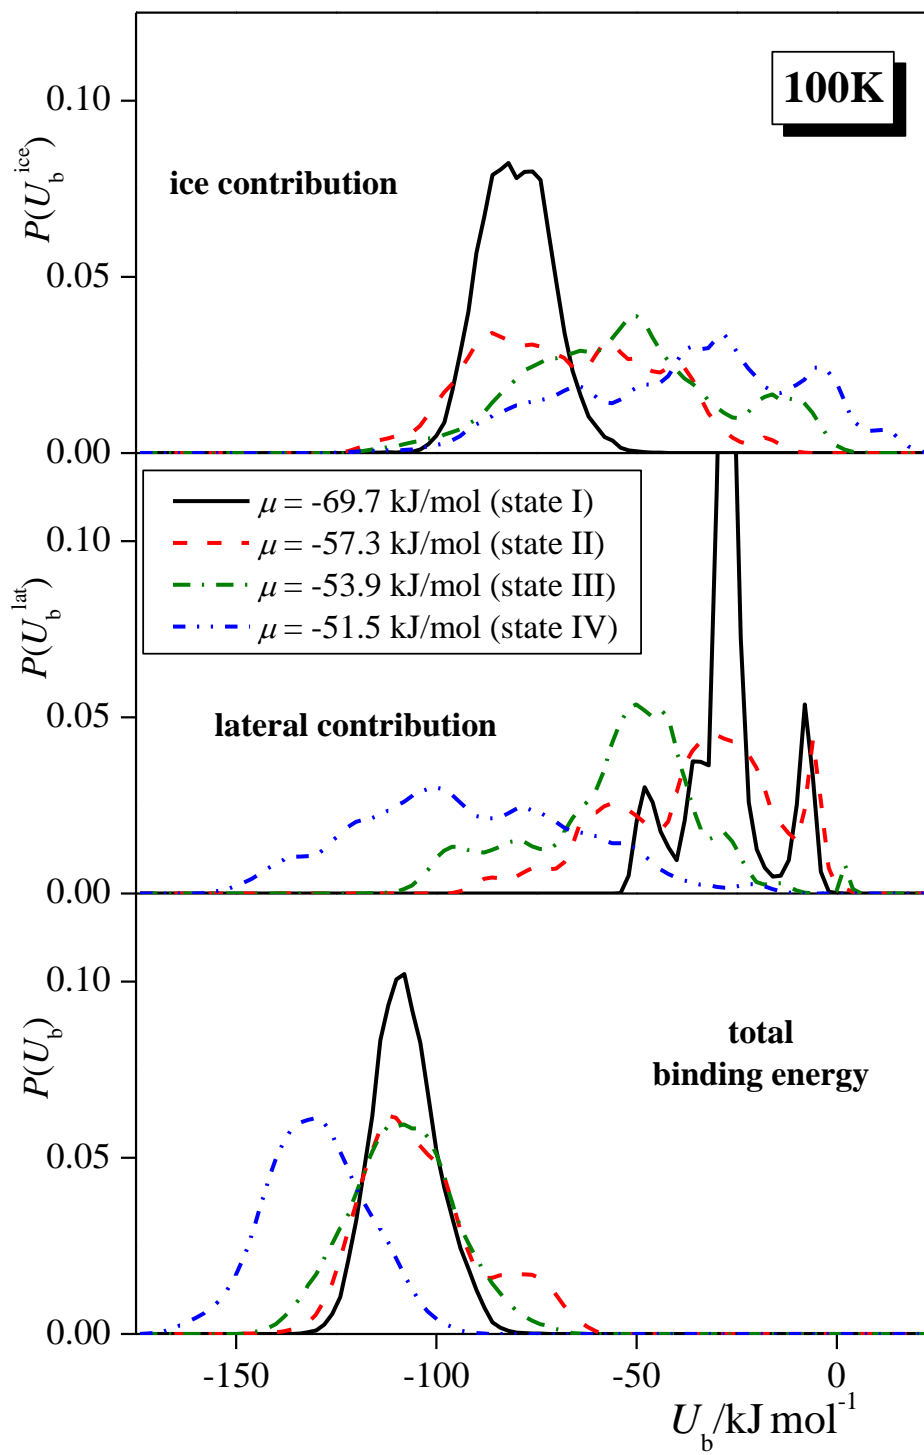 100K
0.10
P(U_b^ice)
ice contribution
0.05
0.00
μ = -69.7 kJ/mol (state I)
μ = -57.3 kJ/mol (state II)
μ = -53.9 kJ/mol (state III)
μ = -51.5 kJ/mol (state IV)
0.10
P(U_b^lat)
0.05
lateral contribution
0.00
0.10
P(U_b)
total
binding energy
0.05
0.00
-150 -100 -50 0
U_b/kJ mol^-1